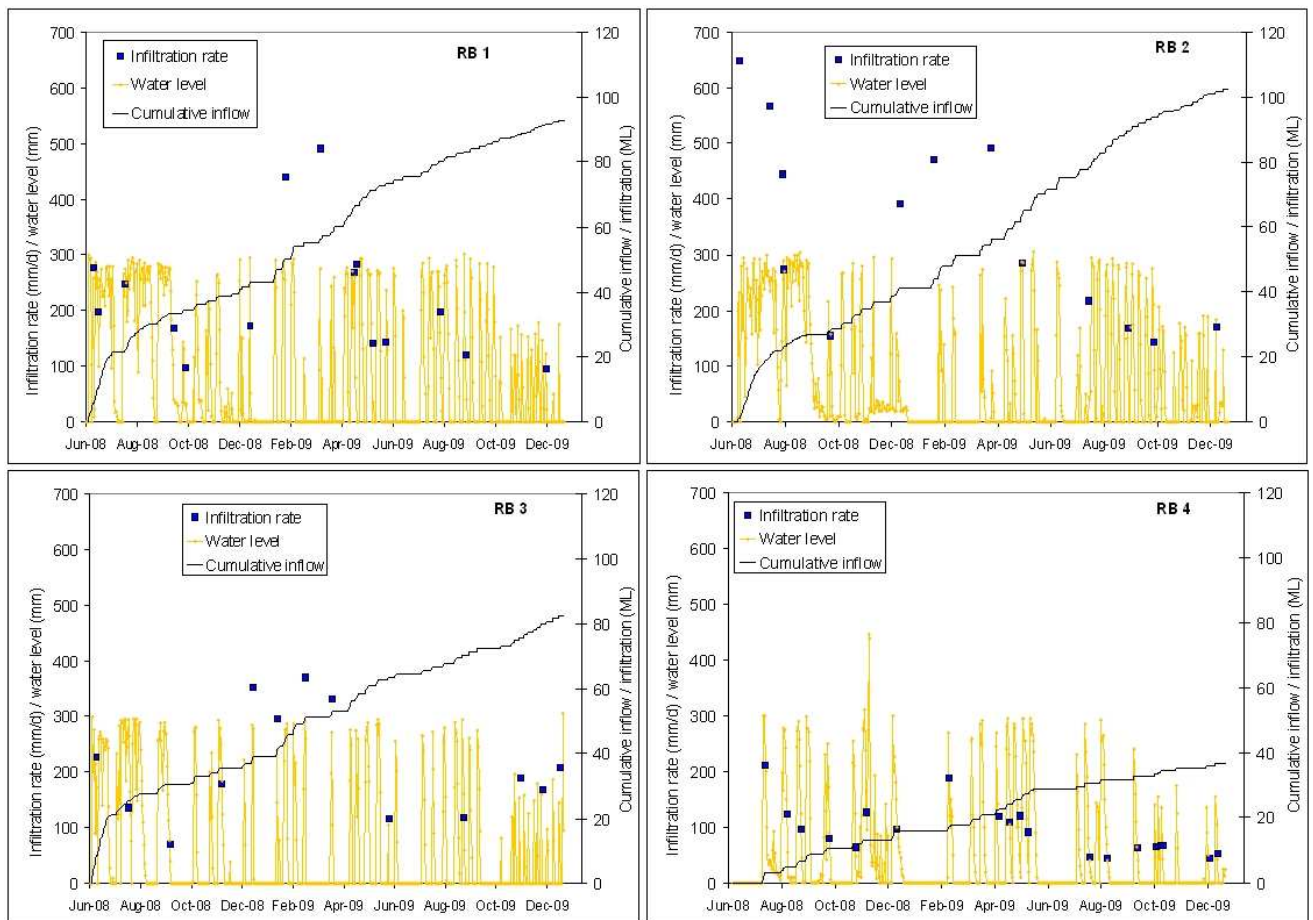 RB 1
Infiltration rate
Water level
Cumulative inflow
Infiltration rate (mm/d) / water level (mm)
700
600
500
400
300
200
100
0
120
100
80
60
40
20
0
Cumulative inflow / infiltration (ML)
Jun-08 Aug-08 Oct-08 Dec-08 Feb-09 Apr-09 Jun-09 Aug-09 Oct-09 Dec-09
RB 2
Infiltration rate
Water level
Cumulative inflow
Infiltration rate (mm/d) / water level (mm)
700
600
500
400
300
200
100
0
120
100
80
60
40
20
0
Cumulative inflow / infiltration (ML)
Jun-08 Aug-08 Oct-08 Dec-08 Feb-09 Apr-09 Jun-09 Aug-09 Oct-09 Dec-09
RB 3
Infiltration rate
Water level
Cumulative inflow
Infiltration rate (mm/d) / water level (mm)
700
600
500
400
300
200
100
0
120
100
80
60
40
20
0
Cumulative inflow / infiltration (ML)
Jun-08 Aug-08 Oct-08 Dec-08 Feb-09 Apr-09 Jun-09 Aug-09 Oct-09 Dec-09
RB 4
Infiltration rate
Water level
Cumulative inflow
Infiltration rate (mm/d) / water level (mm)
700
600
500
400
300
200
100
0
120
100
80
60
40
20
0
Cumulative inflow / infiltration (ML)
Jun-08 Aug-08 Oct-08 Dec-08 Feb-09 Apr-09 Jun-09 Aug-09 Oct-09 Dec-09